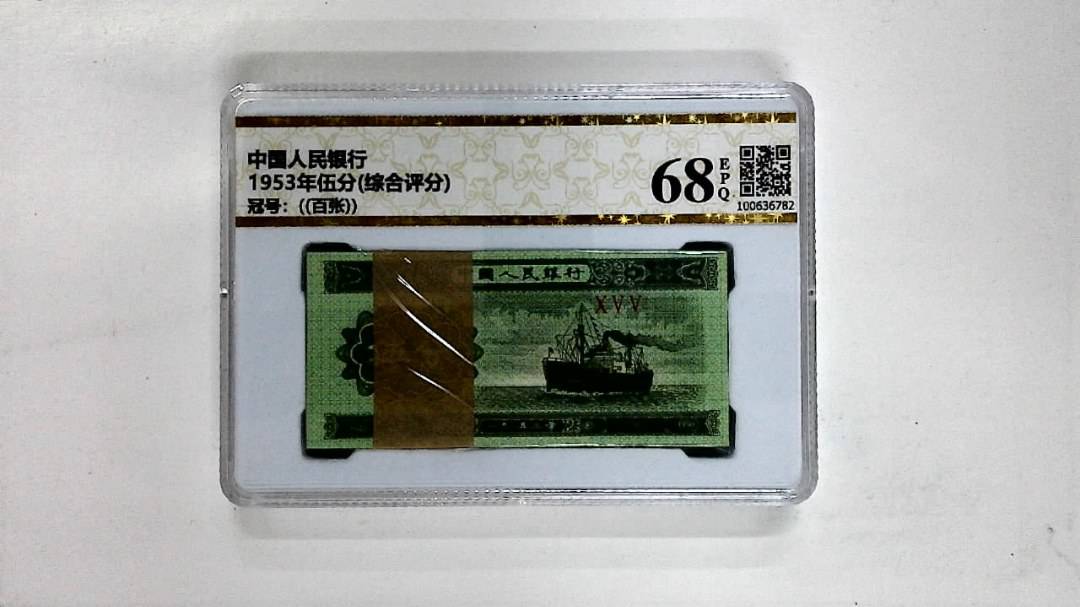 中国人民银行
1953年伍分(综合评分)
冠号：((百张))
68 EPQ
100636782
中國人民銀行
XVV